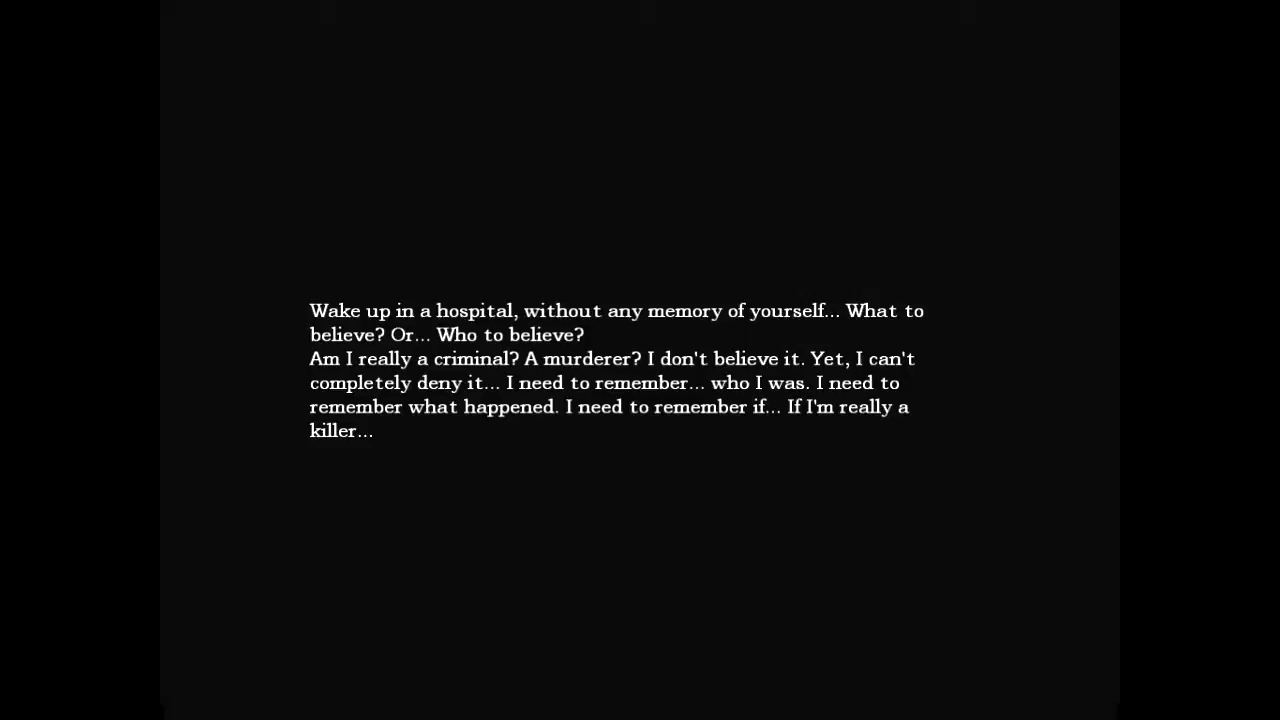 Wake up in a hospital, without any memory of yourself... What to
believe? Or... Who to believe?
Am I really a criminal? A murderer? I don't believe it. Yet, I can't
completely deny it... I need to remember... who I was. I need to
remember what happened. I need to remember if... If I'm really a
killer...